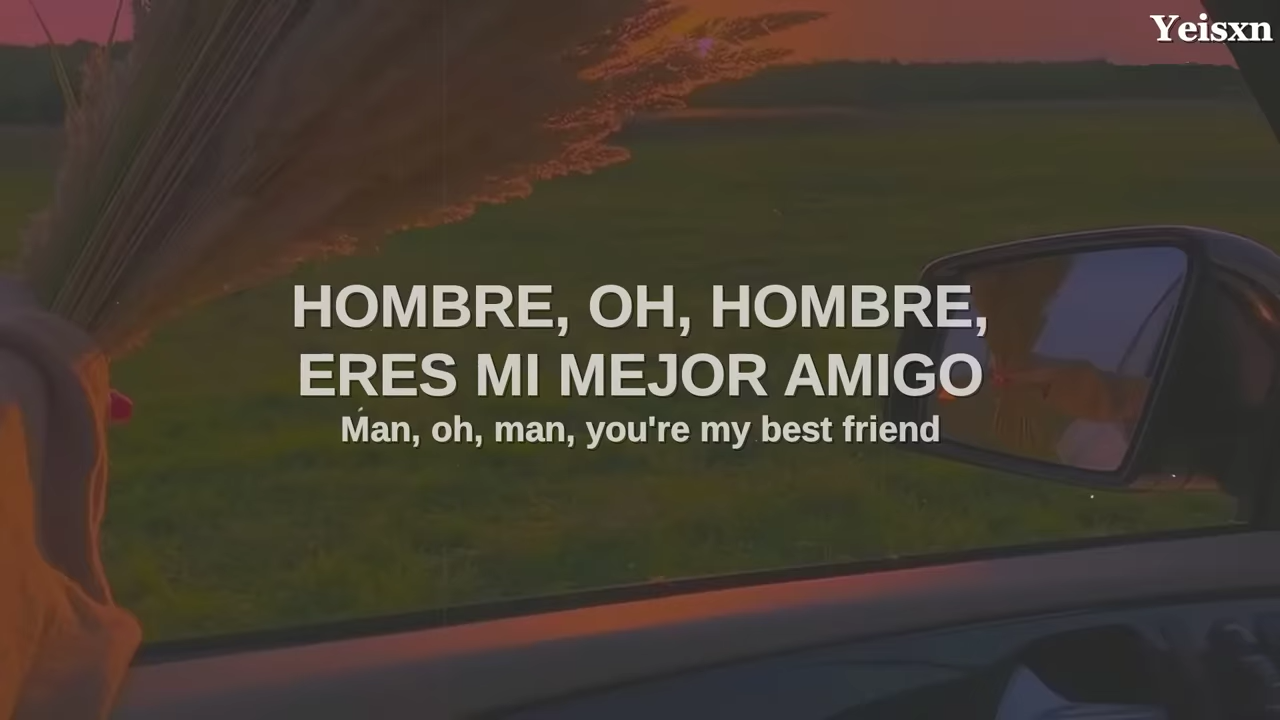 Yeisxn
HOMBRE, OH, HOMBRE,
ERES MI MEJOR AMIGO
Man, oh, man, you're my best friend